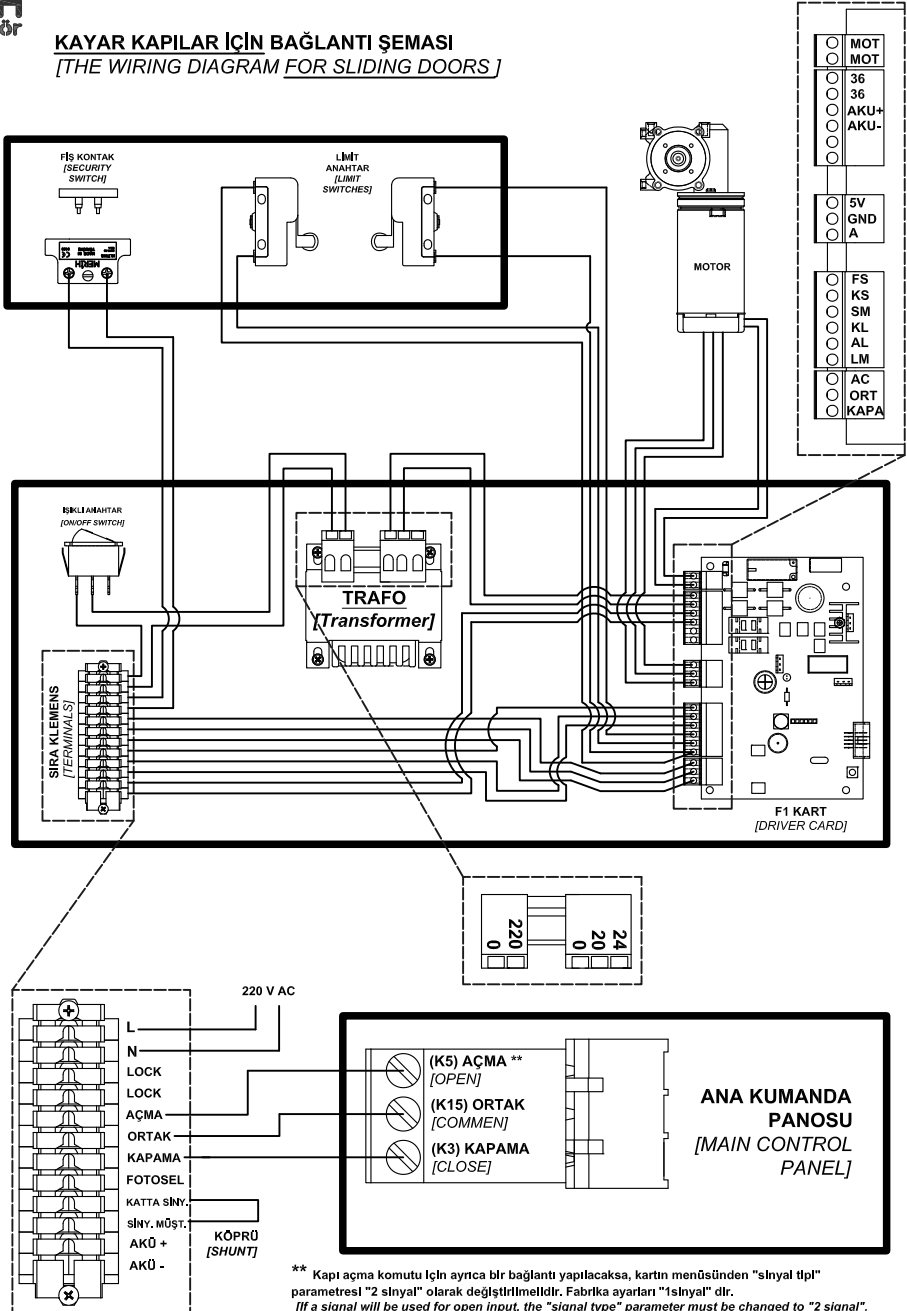 ör
KAYAR KAPILAR İÇİN BAĞLANTI ŞEMASI
[THE WIRING DIAGRAM FOR SLIDING DOORS ]
MOT
MOT
36
36
AKU+
AKU-
5V
GND
A
FS
KS
SM
KL
AL
LM
AC
ORT
KAPA
FİŞ KONTAK
[SECURITY
SWITCH]
MERİH
LİMİT
ANAHTAR
[LIMIT
SWITCHES]
MOTOR
IŞIKLI ANAHTAR
[ON/OFF SWITCH]
TRAFO
[Transformer]
SIRA KLEMENS
[TERMINALS]
F1 KART
[DRIVER CARD]
0
220
0
20
24
220 V AC
L
N
LOCK
LOCK
AÇMA
ORTAK
KAPAMA
FOTOSEL
KATTA SİNY.
SİNY. MÜŞT.
AKÜ +
AKÜ -
KÖPRÜ
[SHUNT]
(K5) AÇMA **
[OPEN]
(K15) ORTAK
[COMMEN]
(K3) KAPAMA
[CLOSE]
ANA KUMANDA
PANOSU
[MAIN CONTROL
PANEL]
** Kapı açma komutu için ayrıca bir bağlantı yapılacaksa, kartın menüsünden "sinyal tipi"
parametresi "2 sinyal" olarak değiştirilmelidir. Fabrika ayarları "1sinyal" dir.
[If a signal will be used for open input, the "signal type" parameter must be changed to "2 signal".